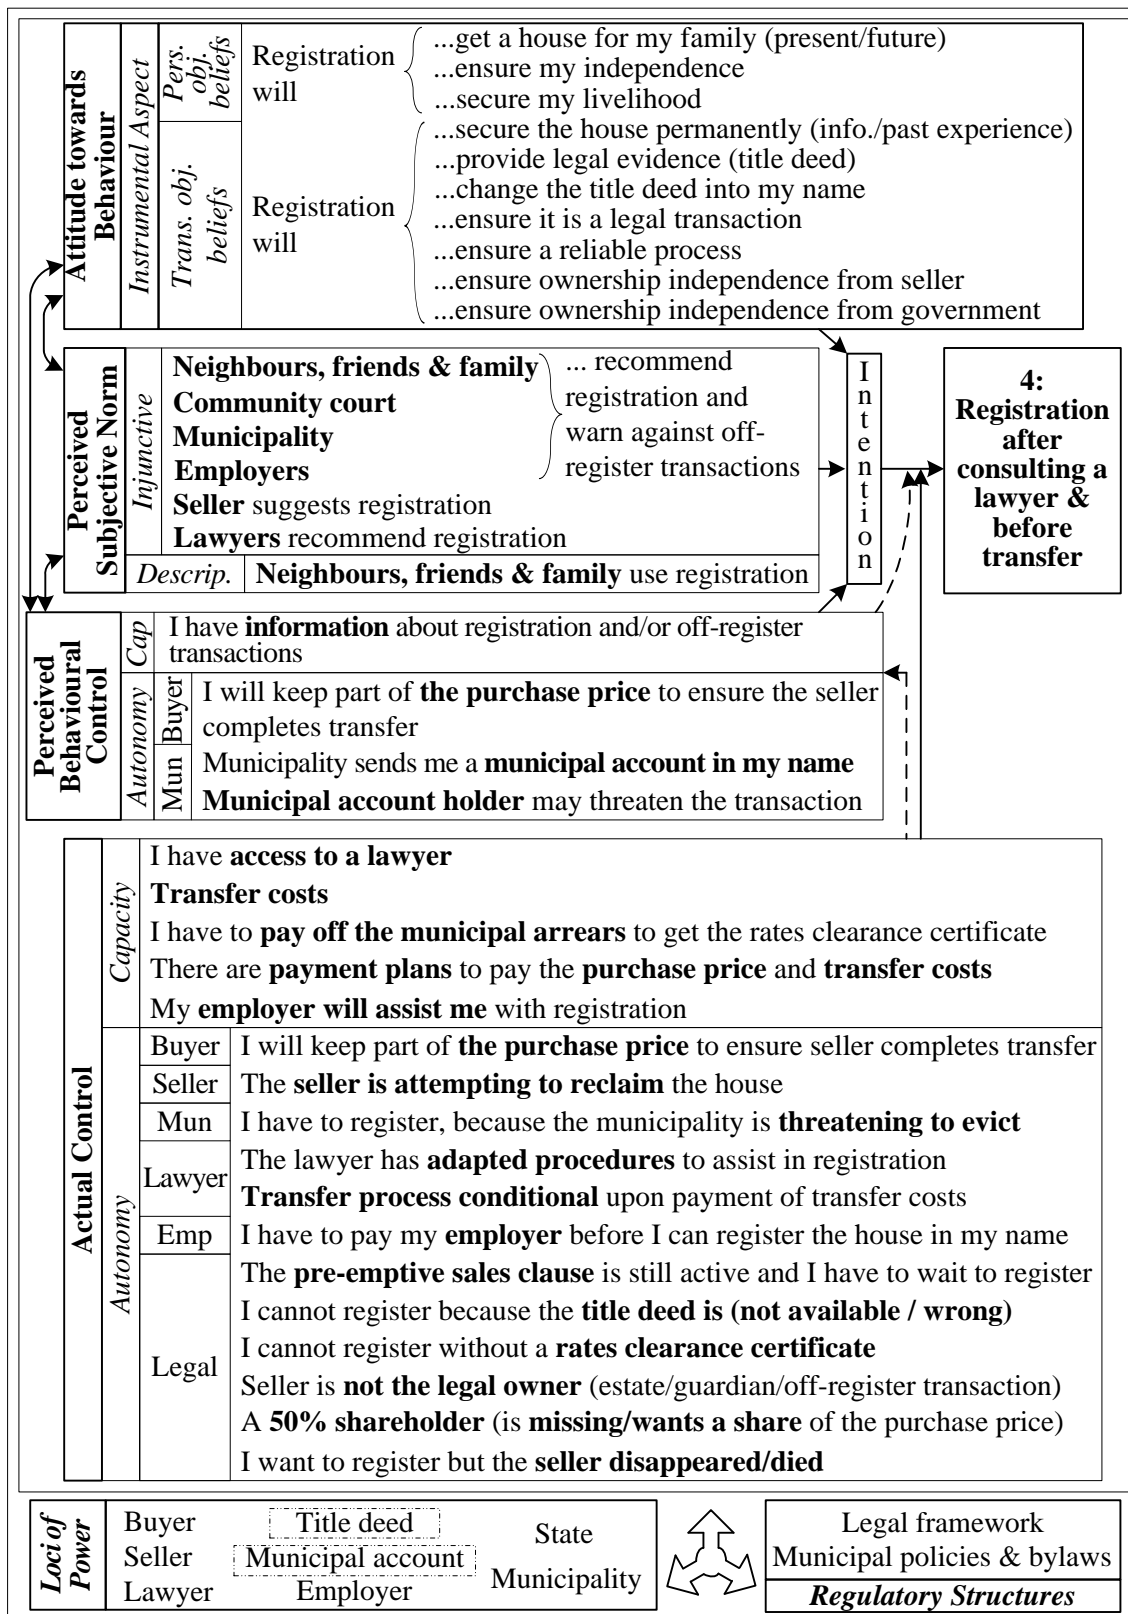 Attitude towards
Behaviour
Instrumental Aspect
Pers.
obj.
beliefs
Registration
will
...get a house for my family (present/future)
...ensure my independence
...secure my livelihood
Trans. obj.
beliefs
Registration
will
...secure the house permanently (info./past experience)
...provide legal evidence (title deed)
...change the title deed into my name
...ensure it is a legal transaction
...ensure a reliable process
...ensure ownership independence from seller
...ensure ownership independence from government
Perceived
Subjective Norm
Injunctive
Neighbours, friends & family
Community court
Municipality
Employers
... recommend
registration and
warn against off-
register transactions
Seller suggests registration
Lawyers recommend registration
Descrip.
Neighbours, friends & family use registration
Intention
4:
Registration
after
consulting a
lawyer &
before
transfer
Perceived
Behavioural
Control
Cap
I have information about registration and/or off-register
transactions
Autonomy
Buyer
I will keep part of the purchase price to ensure the seller
completes transfer
Mun
Municipality sends me a municipal account in my name
Municipal account holder may threaten the transaction
Actual Control
Capacity
I have access to a lawyer
Transfer costs
I have to pay off the municipal arrears to get the rates clearance certificate
There are payment plans to pay the purchase price and transfer costs
My employer will assist me with registration
Autonomy
Buyer
I will keep part of the purchase price to ensure seller completes transfer
Seller
The seller is attempting to reclaim the house
Mun
I have to register, because the municipality is threatening to evict
Lawyer
The lawyer has adapted procedures to assist in registration
Transfer process conditional upon payment of transfer costs
Emp
I have to pay my employer before I can register the house in my name
Legal
The pre-emptive sales clause is still active and I have to wait to register
I cannot register because the title deed is (not available / wrong)
I cannot register without a rates clearance certificate
Seller is not the legal owner (estate/guardian/off-register transaction)
A 50% shareholder (is missing/wants a share of the purchase price)
I want to register but the seller disappeared/died
Loci of
Power
Buyer
Seller
Lawyer
Title deed
Municipal account
Employer
State
Municipality
Legal framework
Municipal policies & bylaws
Regulatory Structures